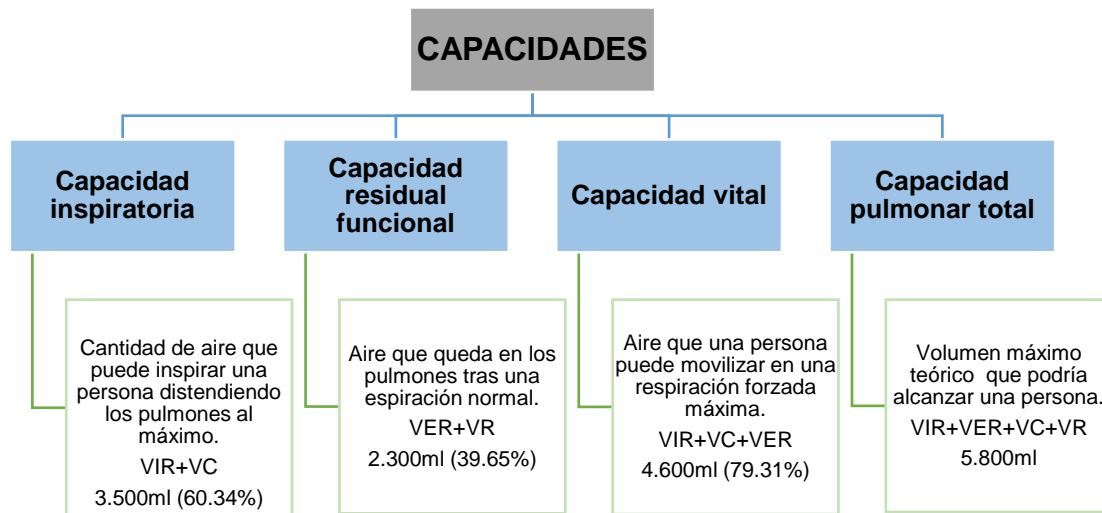 CAPACIDADES
Capacidad
inspiratoria
Capacidad
residual
funcional
Capacidad vital
Capacidad
pulmonar total
Cantidad de aire que
puede inspirar una
persona distendiendo
los pulmones al
máximo.
VIR+VC
3.500ml (60.34%)
Aire que queda en los
pulmones tras una
espiración normal.
VER+VR
2.300ml (39.65%)
Aire que una persona
puede movilizar en una
respiración forzada
máxima.
VIR+VC+VER
4.600ml (79.31%)
Volumen máximo
teórico  que podría
alcanzar una persona.
VIR+VER+VC+VR
5.800ml